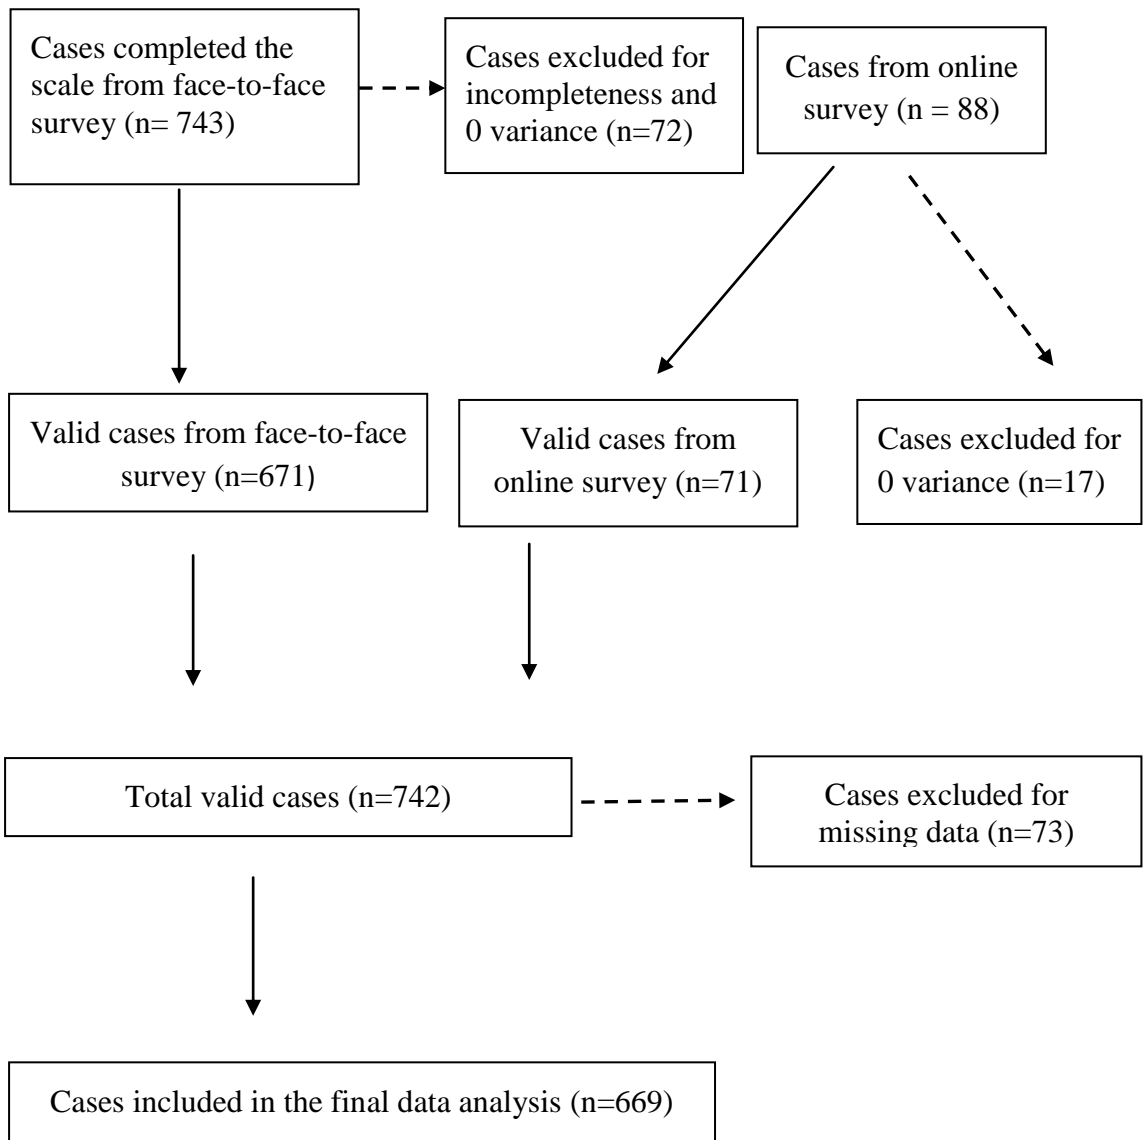 Cases completed the
scale from face-to-face
survey (n= 743)
Cases excluded for
incompleteness and
0 variance (n=72)
Cases from online
survey (n = 88)
Valid cases from face-to-face
survey (n=671)
Valid cases from
online survey (n=71)
Cases excluded for
0 variance (n=17)
Total valid cases (n=742)
Cases excluded for
missing data (n=73)
Cases included in the final data analysis (n=669)